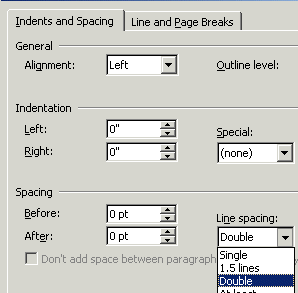 Indents and Spacing Line and Page Breaks
General
Alignment: Left Outline level:
Indentation
Left: 0"
Special:
Right: 0" (none)
Spacing
Before: 0 pt
Line spacing:
After: 0 pt Double
Single
Don't add space between paragraph
1.5 lines
Double
At least